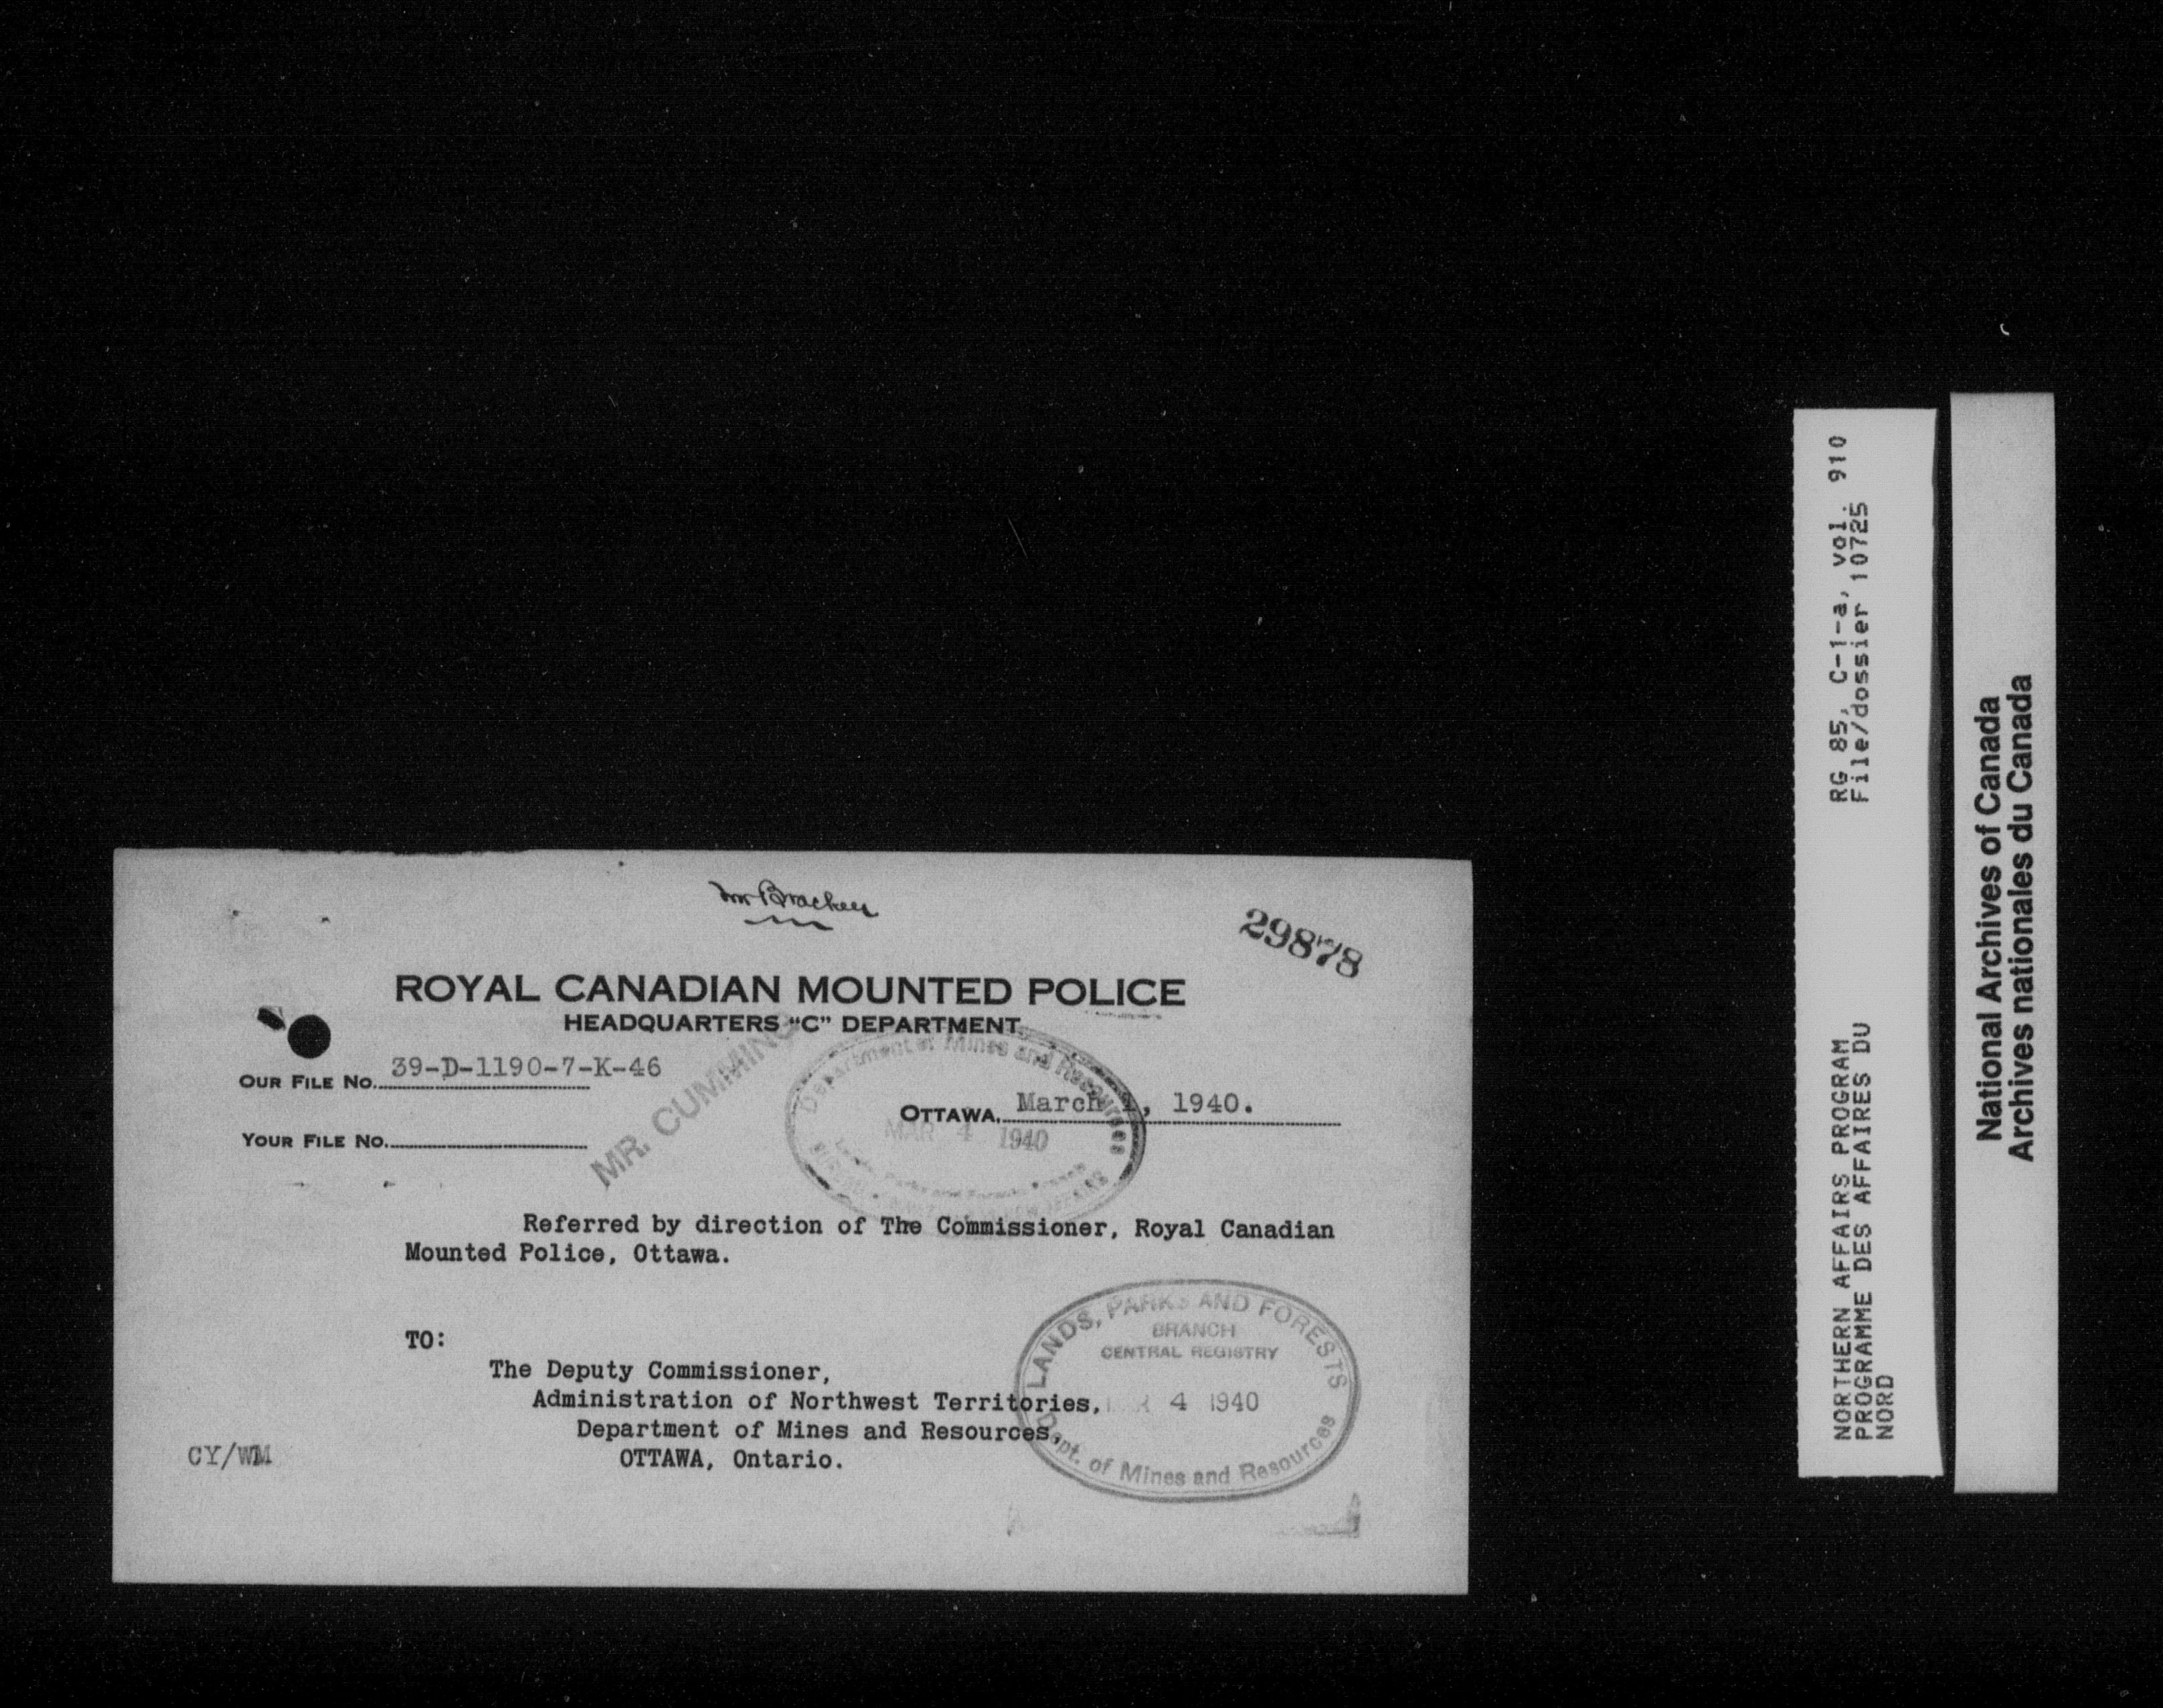 Mr Bracken
29878
ROYAL CANADIAN MOUNTED POLICE
HEADQUARTERS "C" DEPARTMENT
OUR FILE NO. 39-D-1190-7-K-46
MR. CUMMING
Department of Mines and Resources
MAR 4 1940
OTTAWA, March , 1940.
YOUR FILE NO.
Referred by direction of The Commissioner, Royal Canadian
Mounted Police, Ottawa.
TO:
The Deputy Commissioner,
Administration of Northwest Territories,
Department of Mines and Resources,
OTTAWA, Ontario.
CY/WM
LANDS, PARKS AND FORESTS
BRANCH
CENTRAL REGISTRY
4 1940
Dept. of Mines and Resources
RG 85, C-1-a, vol. 910
File/dossier 10725
NORTHERN AFFAIRS PROGRAM
PROGRAMME DES AFFAIRES DU
NORD
National Archives of Canada
Archives nationales du Canada